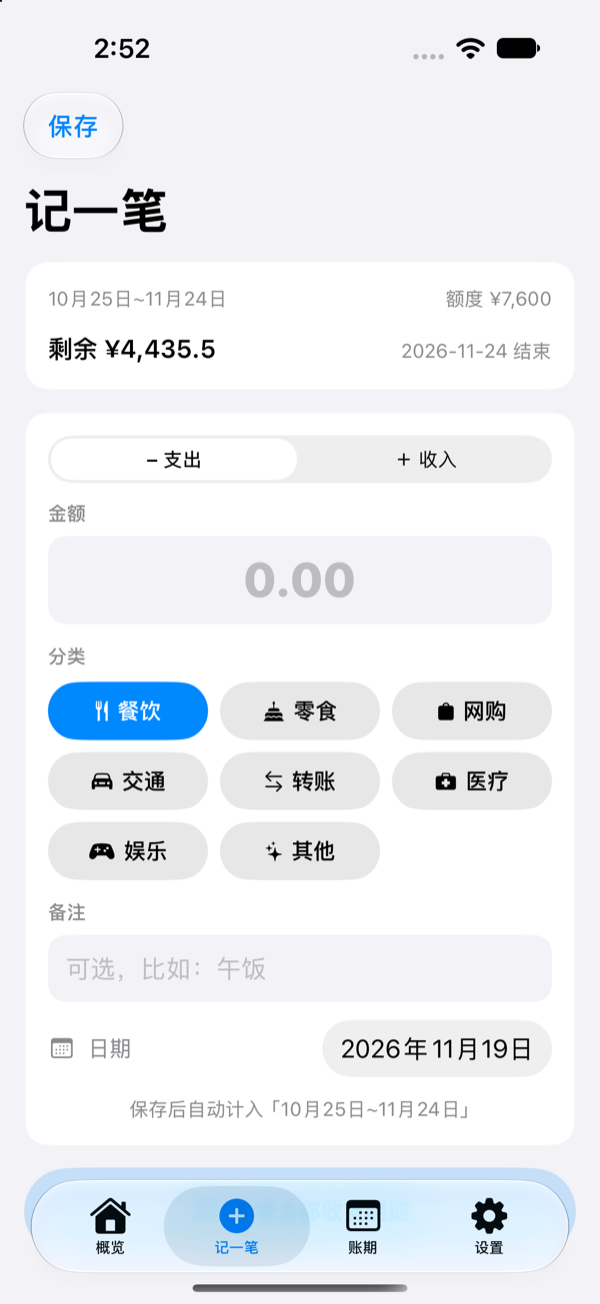 2:52
保存
记一笔
10月25日~11月24日 额度 ¥7,600
剩余 ¥4,435.5 2026-11-24 结束
− 支出 + 收入
金额
0.00
分类
餐饮 零食 网购
交通 转账 医疗
娱乐 其他
备注
可选，比如：午饭
日期 2026年11月19日
保存后自动计入「10月25日~11月24日」
概览 记一笔 账期 设置